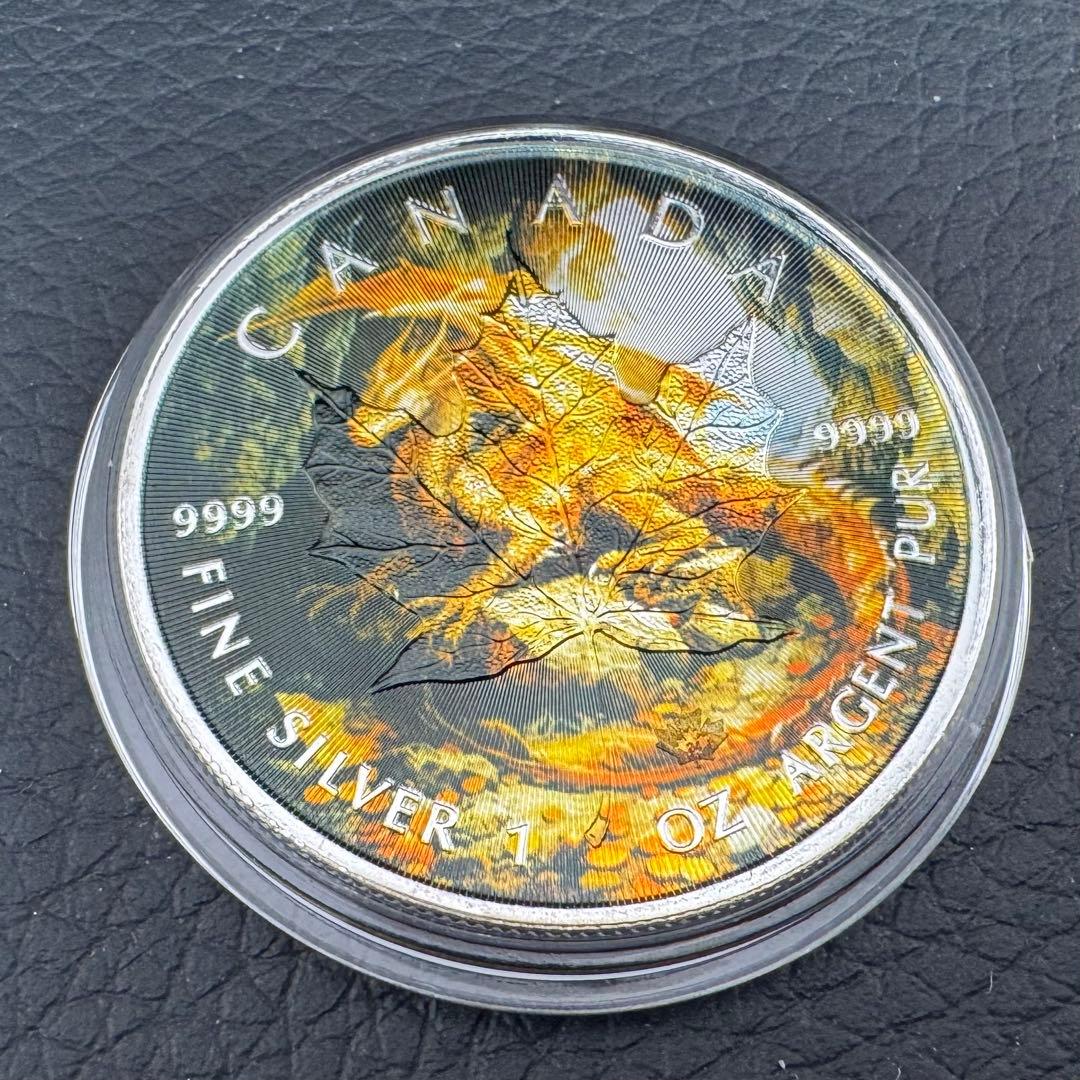 CANADA
9999
9999
FINE SILVER 1 OZ ARGENT PUR